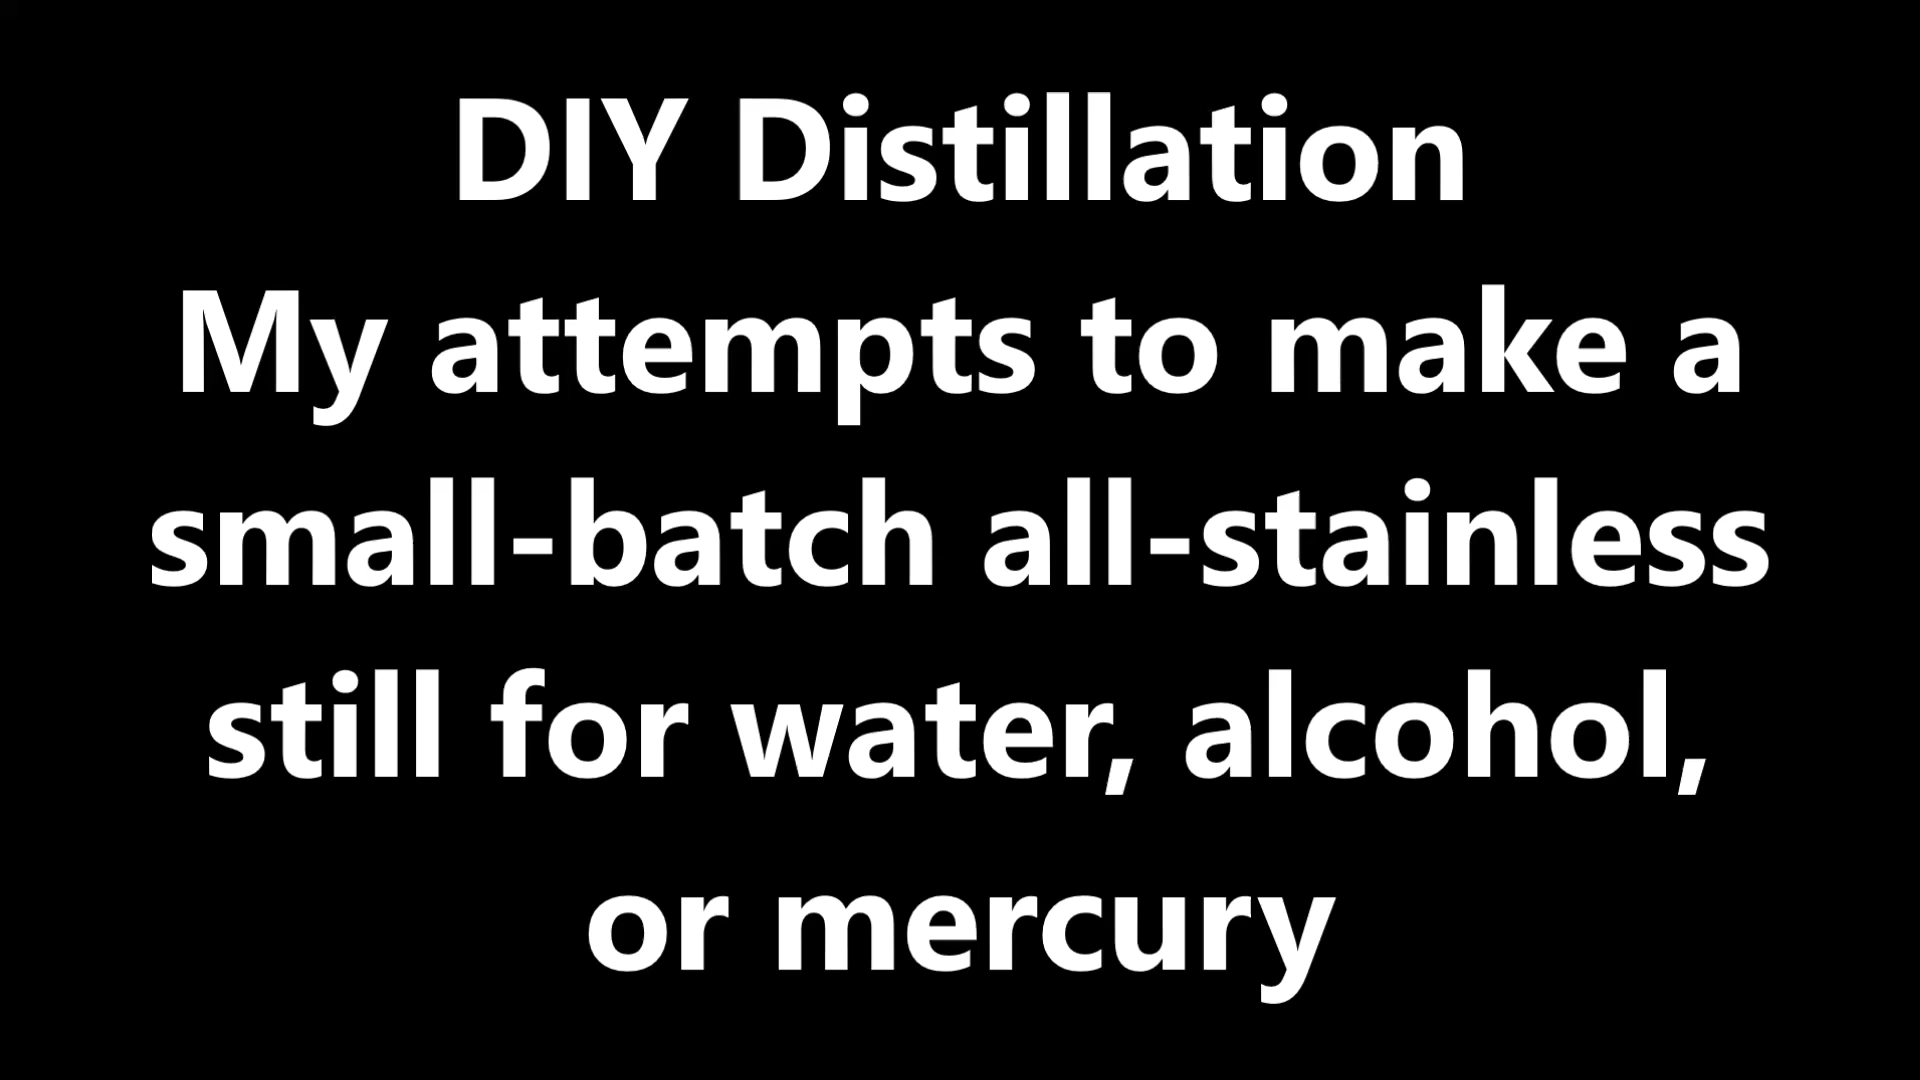 DIY Distillation
My attempts to make a
small-batch all-stainless
still for water, alcohol,
or mercury